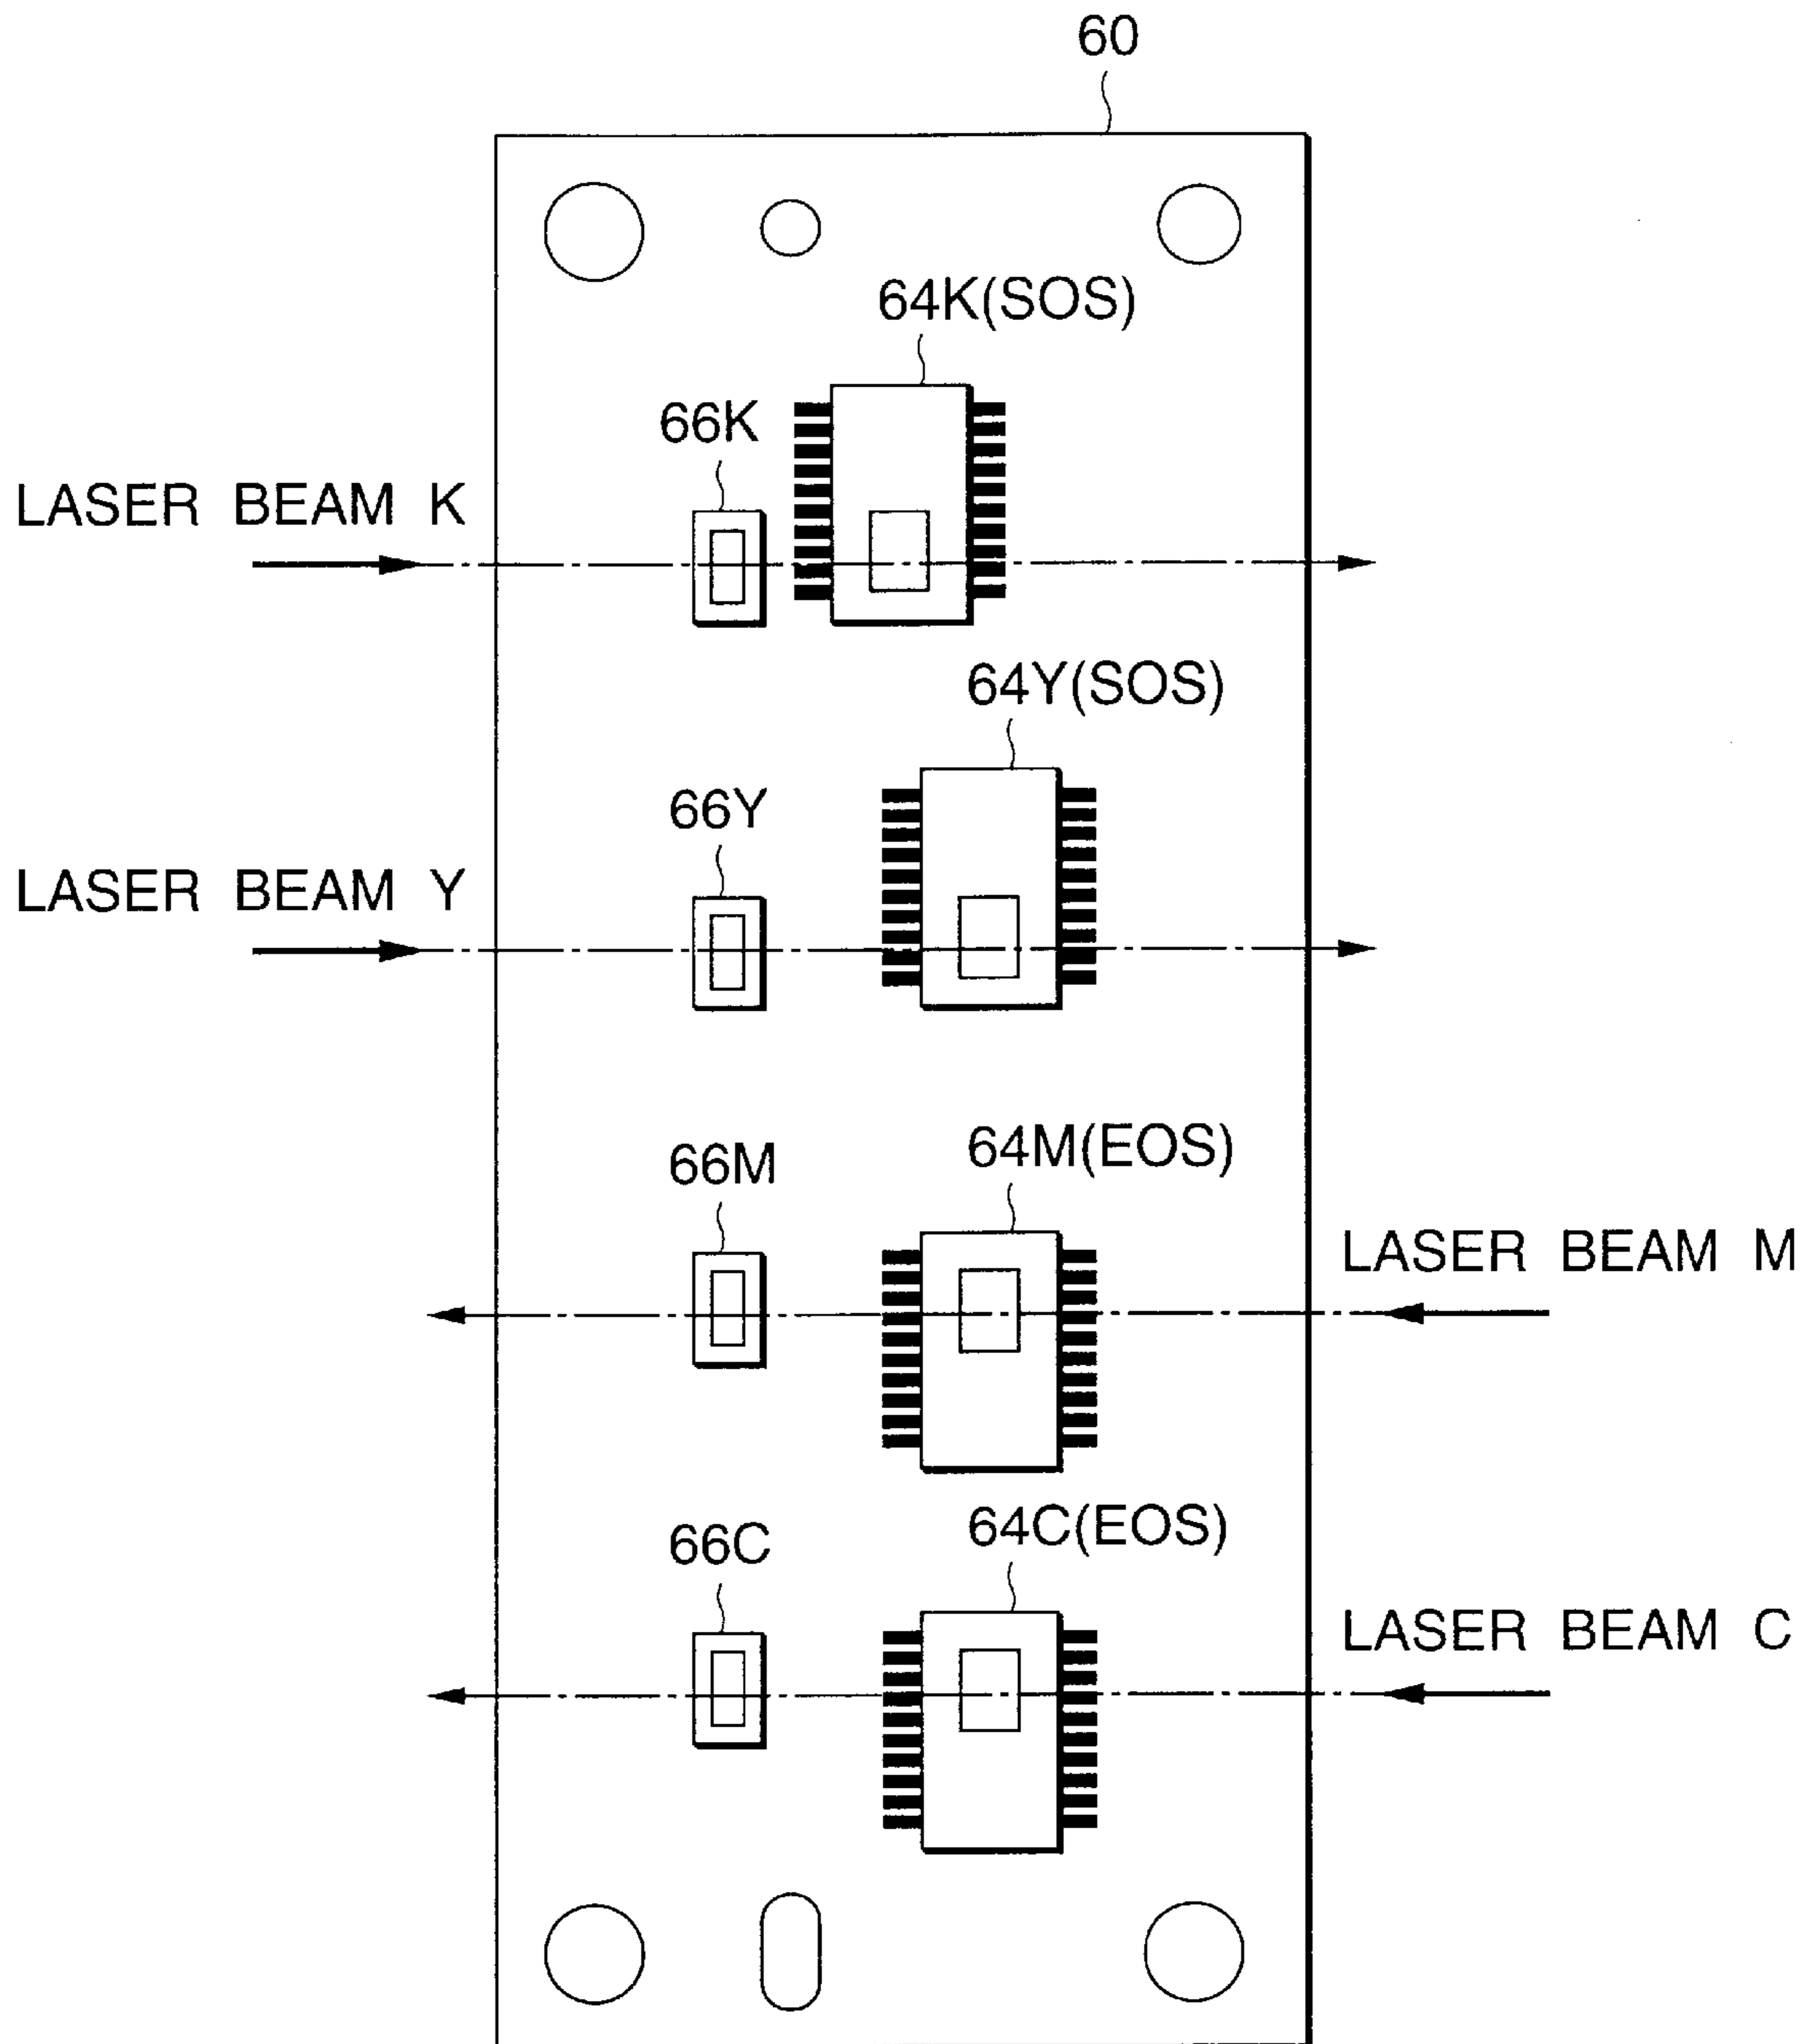 60
64K(SOS)
66K
LASER BEAM K
64Y(SOS)
66Y
LASER BEAM Y
64M(EOS)
66M
LASER BEAM M
64C(EOS)
66C
LASER BEAM C